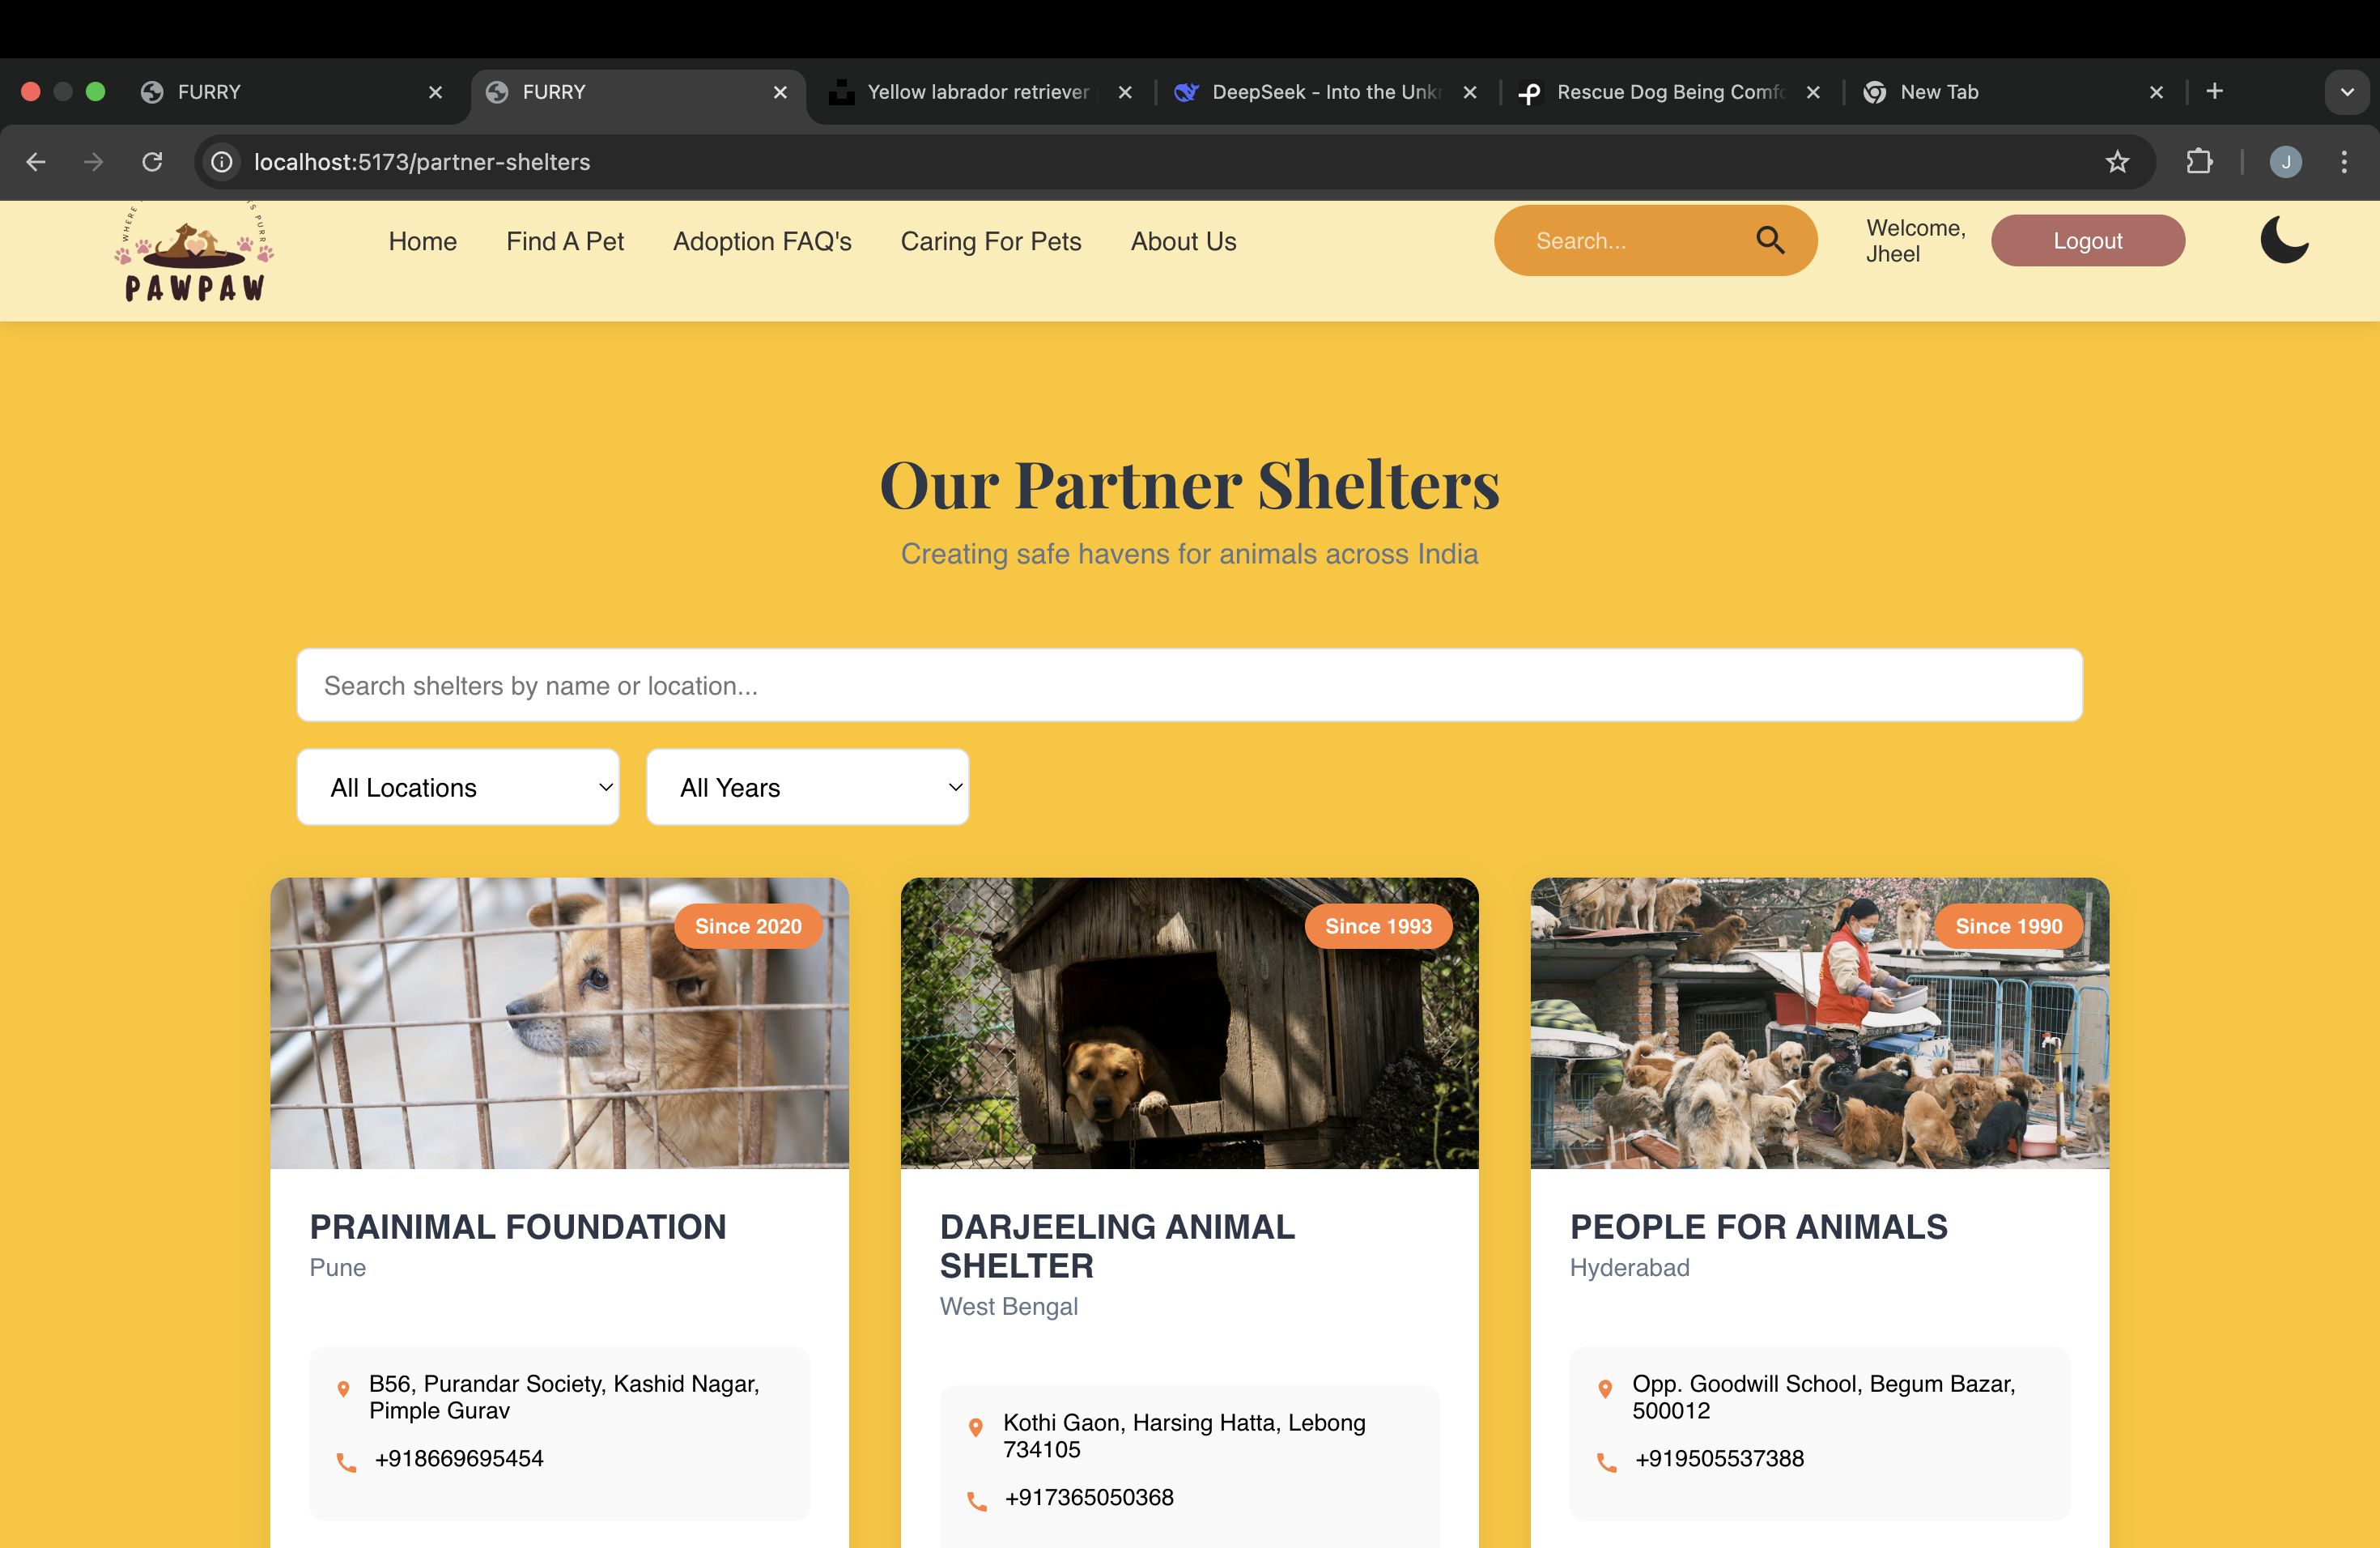 FURRY
FURRY
Yellow labrador retriever
DeepSeek - Into the Unk
Rescue Dog Being Comfo
New Tab
localhost:5173/partner-shelters
J
WHERE
PURR
PAWPAW
Home
Find A Pet
Adoption FAQ's
Caring For Pets
About Us
Search...
Welcome,
Jheel
Logout
Our Partner Shelters
Creating safe havens for animals across India
Search shelters by name or location...
All Locations
All Years
Since 2020
Since 1993
Since 1990
PRAINIMAL FOUNDATION
Pune
B56, Purandar Society, Kashid Nagar,
Pimple Gurav
+918669695454
DARJEELING ANIMAL
SHELTER
West Bengal
Kothi Gaon, Harsing Hatta, Lebong
734105
+917365050368
PEOPLE FOR ANIMALS
Hyderabad
Opp. Goodwill School, Begum Bazar,
500012
+919505537388